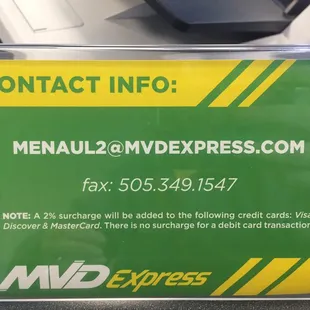 ONTACT INFO:
MENAUL2@MVDEXPRESS.COM
fax: 505.349.1547
NOTE: A 2% surcharge will be added to the following credit cards: Visa
Discover & MasterCard. There is no surcharge for a debit card transaction
MVD Express